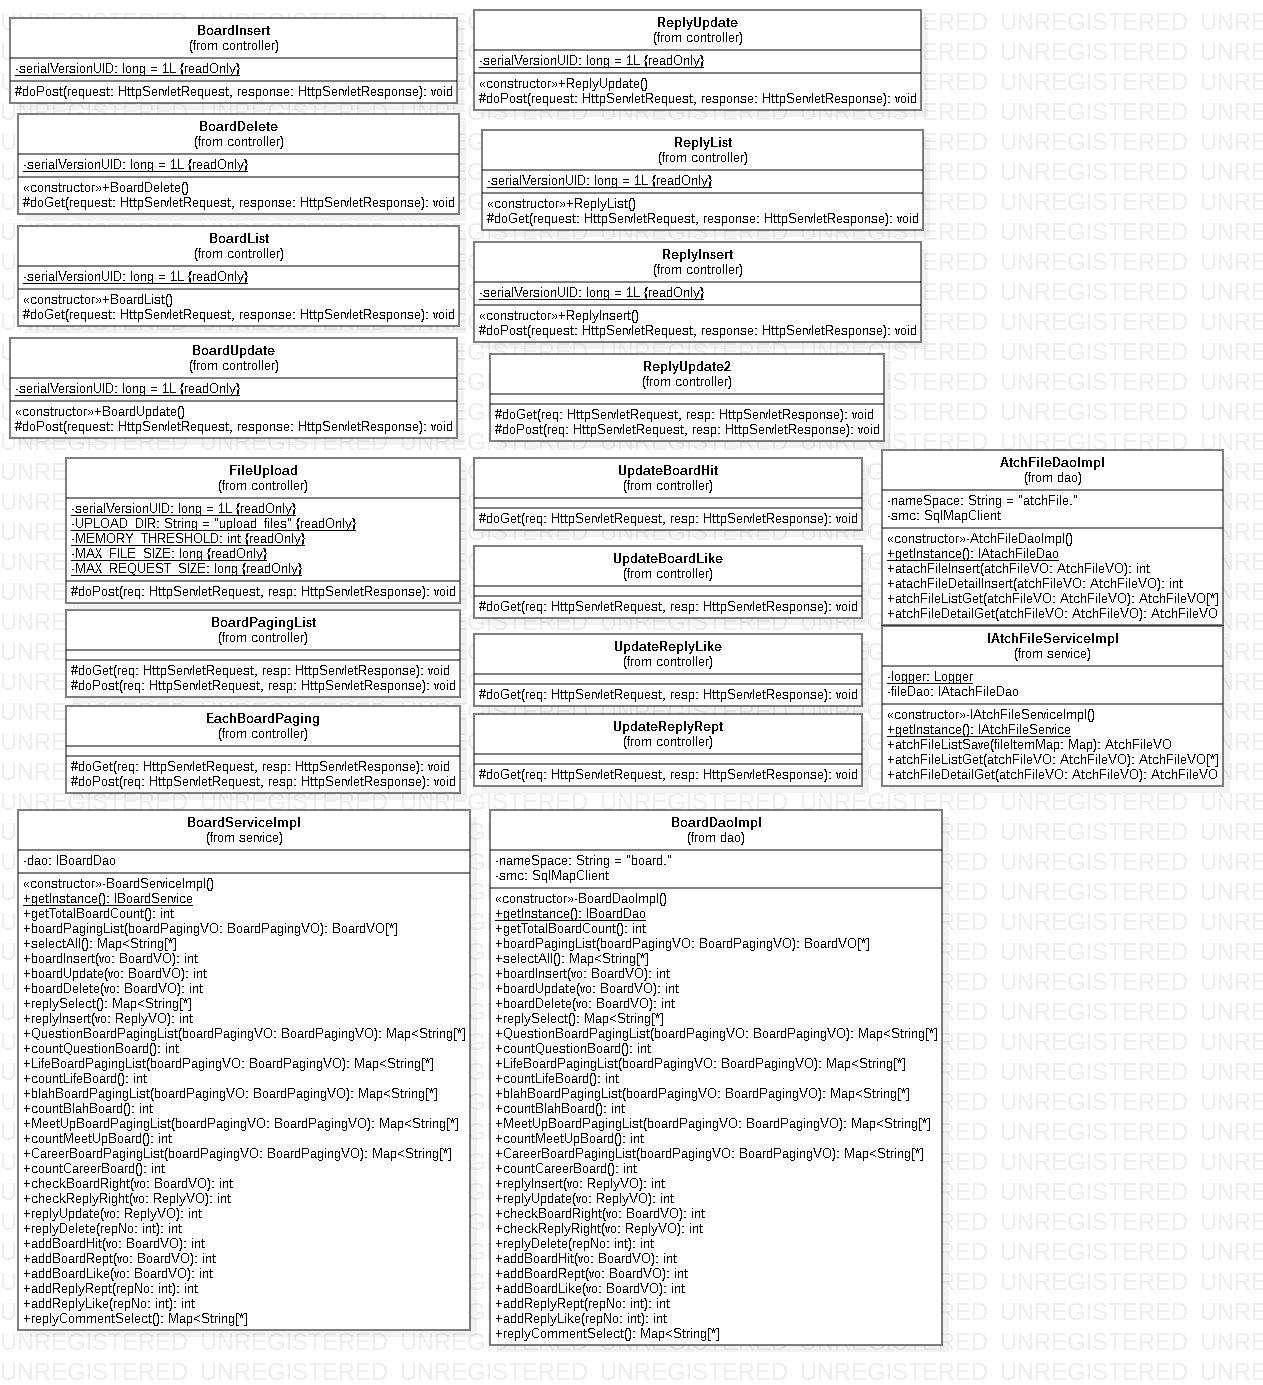 BoardInsert
(from controller)
-serialVersionUID: long = 1L {readOnly}
#doPost(request: HttpServletRequest, response: HttpServletResponse): void
BoardDelete
(from controller)
-serialVersionUID: long = 1L {readOnly}
«constructor»+BoardDelete()
#doGet(request: HttpServletRequest, response: HttpServletResponse): void
BoardList
(from controller)
-serialVersionUID: long = 1L {readOnly}
«constructor»+BoardList()
#doGet(request: HttpServletRequest, response: HttpServletResponse): void
BoardUpdate
(from controller)
-serialVersionUID: long = 1L {readOnly}
«constructor»+BoardUpdate()
#doPost(request: HttpServletRequest, response: HttpServletResponse): void
ReplyUpdate
(from controller)
-serialVersionUID: long = 1L {readOnly}
«constructor»+ReplyUpdate()
#doPost(request: HttpServletRequest, response: HttpServletResponse): void
ReplyList
(from controller)
-serialVersionUID: long = 1L {readOnly}
«constructor»+ReplyList()
#doGet(request: HttpServletRequest, response: HttpServletResponse): void
ReplyInsert
(from controller)
-serialVersionUID: long = 1L {readOnly}
«constructor»+ReplyInsert()
#doPost(request: HttpServletRequest, response: HttpServletResponse): void
ReplyUpdate2
(from controller)
#doGet(req: HttpServletRequest, resp: HttpServletResponse): void
#doPost(req: HttpServletRequest, resp: HttpServletResponse): void
FileUpload
(from controller)
-serialVersionUID: long = 1L {readOnly}
-UPLOAD_DIR: String = "upload_files" {readOnly}
-MEMORY_THRESHOLD: int {readOnly}
-MAX_FILE_SIZE: long {readOnly}
-MAX_REQUEST_SIZE: long {readOnly}
#doPost(req: HttpServletRequest, resp: HttpServletResponse): void
BoardPagingList
(from controller)
#doGet(req: HttpServletRequest, resp: HttpServletResponse): void
#doPost(req: HttpServletRequest, resp: HttpServletResponse): void
EachBoardPaging
(from controller)
#doGet(req: HttpServletRequest, resp: HttpServletResponse): void
#doPost(req: HttpServletRequest, resp: HttpServletResponse): void
UpdateBoardHit
(from controller)
#doGet(req: HttpServletRequest, resp: HttpServletResponse): void
UpdateBoardLike
(from controller)
#doGet(req: HttpServletRequest, resp: HttpServletResponse): void
UpdateReplyLike
(from controller)
#doGet(req: HttpServletRequest, resp: HttpServletResponse): void
UpdateReplyRept
(from controller)
#doGet(req: HttpServletRequest, resp: HttpServletResponse): void
AtchFileDaoImpl
(from dao)
-nameSpace: String = "atchFile."
-smc: SqlMapClient
«constructor»-AtchFileDaoImpl()
+getInstance(): IAtachFileDao
+atachFileInsert(atchFileVO: AtchFileVO): int
+atachFileDetailInsert(atchFileVO: AtchFileVO): int
+atchFileListGet(atchFileVO: AtchFileVO): AtchFileVO[*]
+atchFileDetailGet(atchFileVO: AtchFileVO): AtchFileVO
IAtchFileServiceImpl
(from service)
-logger: Logger
-fileDao: IAtachFileDao
«constructor»-IAtchFileServiceImpl()
+getInstance(): IAtchFileService
+atchFileListSave(fileItemMap: Map): AtchFileVO
+atchFileListGet(atchFileVO: AtchFileVO): AtchFileVO[*]
+atchFileDetailGet(atchFileVO: AtchFileVO): AtchFileVO
BoardServiceImpl
(from service)
-dao: IBoardDao
«constructor»-BoardServiceImpl()
+getInstance(): IBoardService
+getTotalBoardCount(): int
+boardPagingList(boardPagingVO: BoardPagingVO): BoardVO[*]
+selectAll(): Map<String[*]
+boardInsert(vo: BoardVO): int
+boardUpdate(vo: BoardVO): int
+boardDelete(vo: BoardVO): int
+replySelect(): Map<String[*]
+replyInsert(vo: ReplyVO): int
+QuestionBoardPagingList(boardPagingVO: BoardPagingVO): Map<String[*]
+countQuestionBoard(): int
+LifeBoardPagingList(boardPagingVO: BoardPagingVO): Map<String[*]
+countLifeBoard(): int
+blahBoardPagingList(boardPagingVO: BoardPagingVO): Map<String[*]
+countBlahBoard(): int
+MeetUpBoardPagingList(boardPagingVO: BoardPagingVO): Map<String[*]
+countMeetUpBoard(): int
+CareerBoardPagingList(boardPagingVO: BoardPagingVO): Map<String[*]
+countCareerBoard(): int
+checkBoardRight(vo: BoardVO): int
+checkReplyRight(vo: ReplyVO): int
+replyUpdate(vo: ReplyVO): int
+replyDelete(repNo: int): int
+addBoardHit(vo: BoardVO): int
+addBoardRept(vo: BoardVO): int
+addBoardLike(vo: BoardVO): int
+addReplyRept(repNo: int): int
+addReplyLike(repNo: int): int
+replyCommentSelect(): Map<String[*]
BoardDaoImpl
(from dao)
-nameSpace: String = "board."
-smc: SqlMapClient
«constructor»-BoardDaoImpl()
+getInstance(): IBoardDao
+getTotalBoardCount(): int
+boardPagingList(boardPagingVO: BoardPagingVO): BoardVO[*]
+selectAll(): Map<String[*]
+boardInsert(vo: BoardVO): int
+boardUpdate(vo: BoardVO): int
+boardDelete(vo: BoardVO): int
+replySelect(): Map<String[*]
+QuestionBoardPagingList(boardPagingVO: BoardPagingVO): Map<String[*]
+countQuestionBoard(): int
+LifeBoardPagingList(boardPagingVO: BoardPagingVO): Map<String[*]
+countLifeBoard(): int
+blahBoardPagingList(boardPagingVO: BoardPagingVO): Map<String[*]
+countBlahBoard(): int
+MeetUpBoardPagingList(boardPagingVO: BoardPagingVO): Map<String[*]
+countMeetUpBoard(): int
+CareerBoardPagingList(boardPagingVO: BoardPagingVO): Map<String[*]
+countCareerBoard(): int
+replyInsert(vo: ReplyVO): int
+replyUpdate(vo: ReplyVO): int
+checkBoardRight(vo: BoardVO): int
+checkReplyRight(vo: ReplyVO): int
+replyDelete(repNo: int): int
+addBoardHit(vo: BoardVO): int
+addBoardRept(vo: BoardVO): int
+addBoardLike(vo: BoardVO): int
+addReplyRept(repNo: int): int
+addReplyLike(repNo: int): int
+replyCommentSelect(): Map<String[*]
UNREGISTERED UNREGISTERED UNREGISTERED UNREGISTERED UNREGISTERED UNREGISTERED